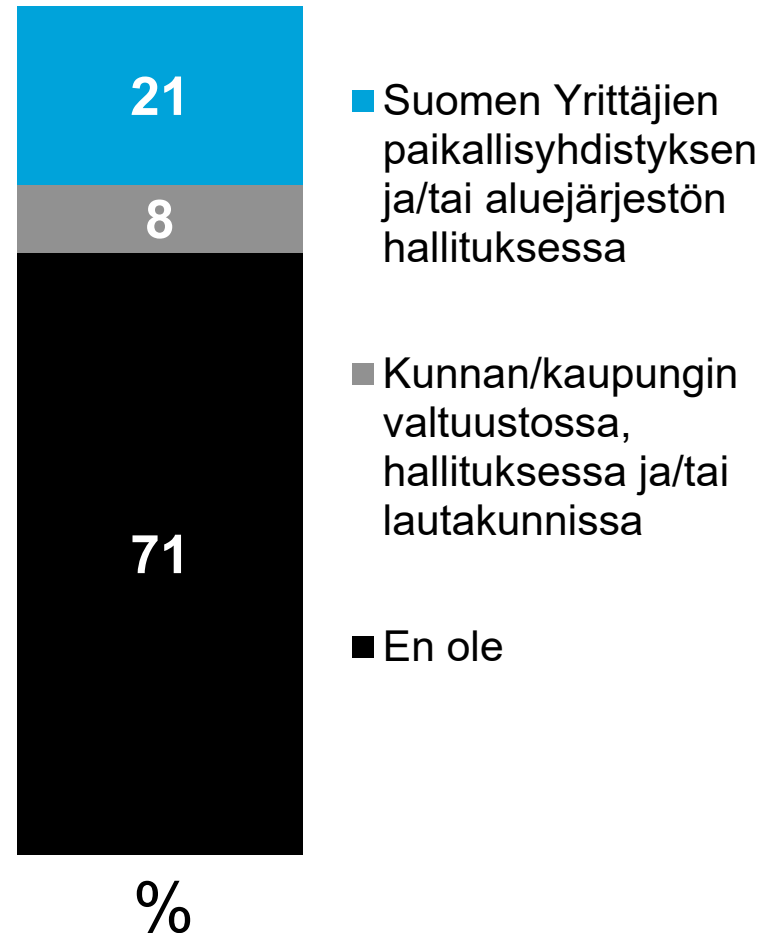 21
8
71
%
Suomen Yrittäjien
paikallisyhdistyksen
ja/tai aluejärjestön
hallituksessa
Kunnan/kaupungin
valtuustossa,
hallituksessa ja/tai
lautakunnissa
En ole